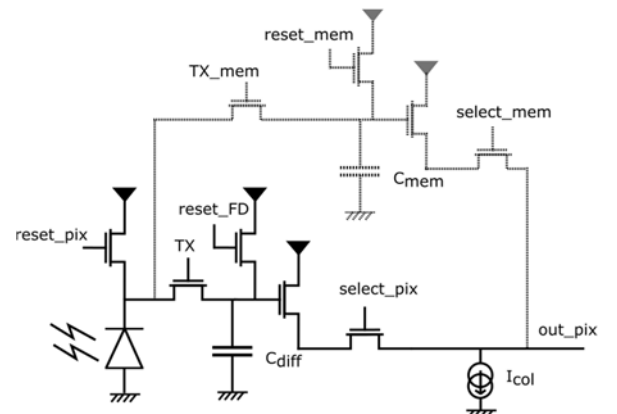 reset_mem
TX_mem
select_mem
Cmem
reset_FD
reset_pix
TX
select_pix
out_pix
Cdiff
Icol